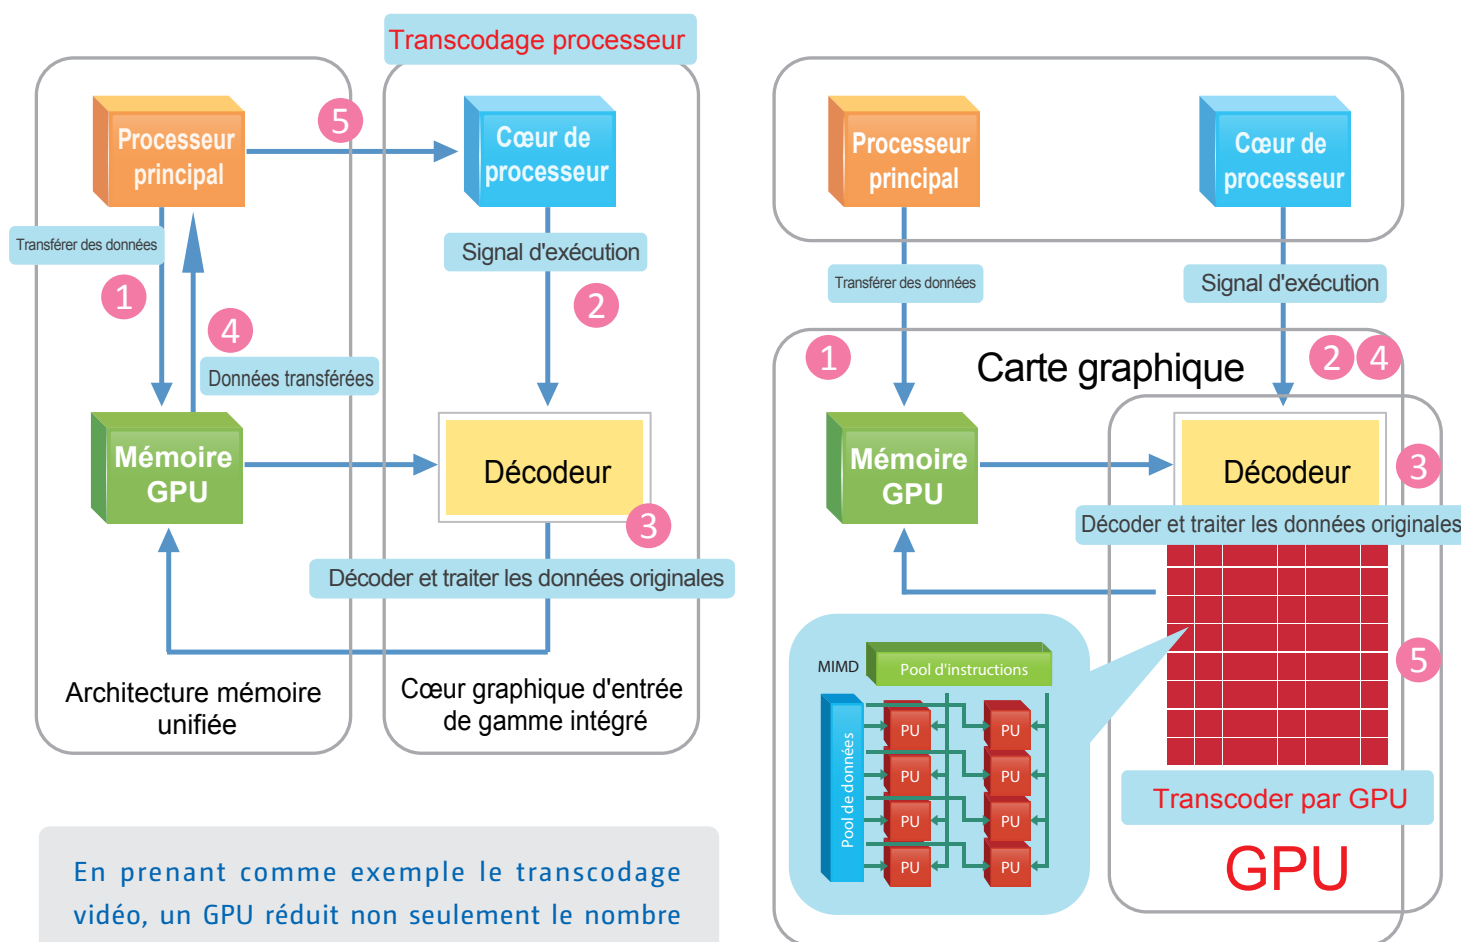 Transcodage processeur
Processeur
principal
5
Cœur de
processeur
Transférer des données
1
4
Données transférées
Signal d'exécution
2
Mémoire
GPU
Décodeur
3
Décoder et traiter les données originales
Architecture mémoire
unifiée
Cœur graphique d'entrée
de gamme intégré
En prenant comme exemple le transcodage
vidéo, un GPU réduit non seulement le nombre
Processeur
principal
Cœur de
processeur
Transférer des données
Signal d'exécution
1
Carte graphique
2
4
Mémoire
GPU
Décodeur
3
Décoder et traiter les données originales
5
MIMD
Pool d'instructions
Pool de données
PU
PU
PU
PU
PU
PU
PU
PU
Transcoder par GPU
GPU